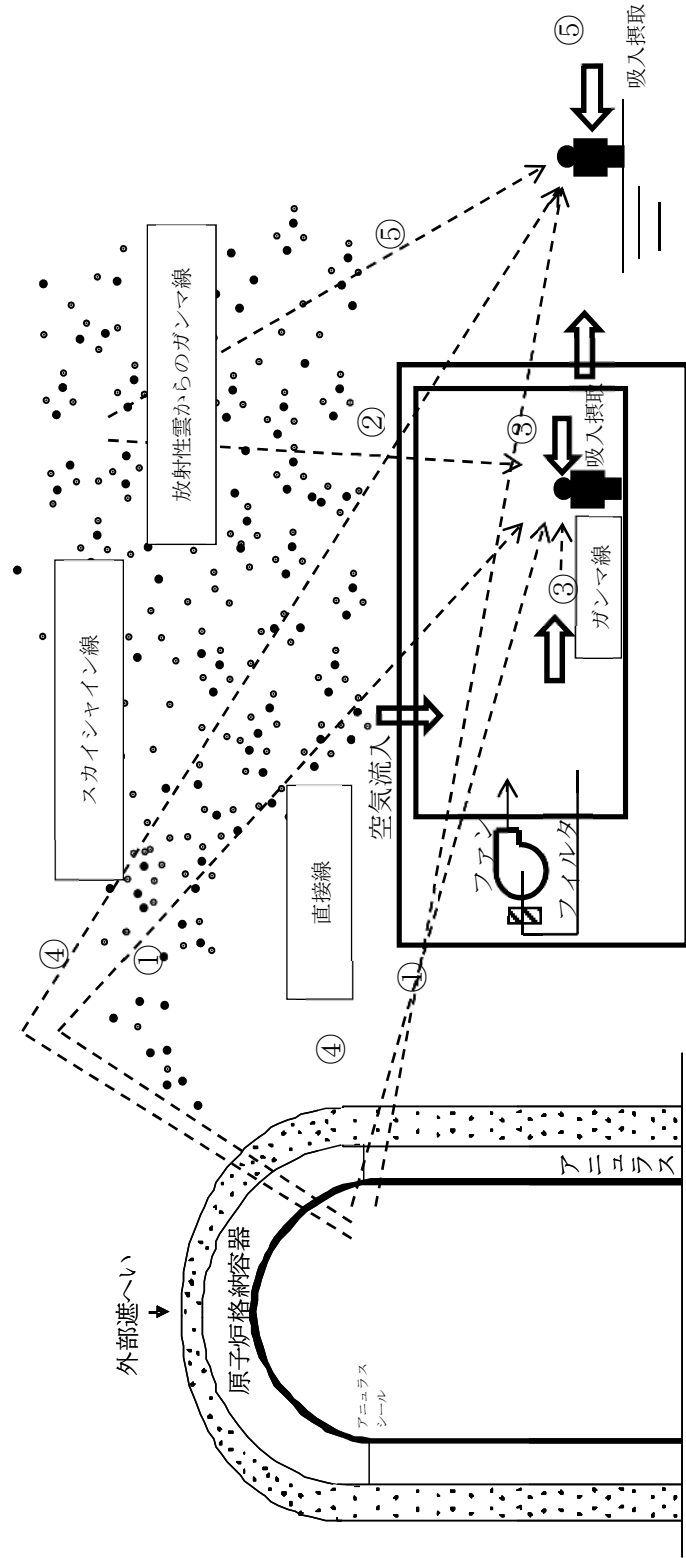 外部遮へい
原子炉格納容器
アニュラス
シール
アニュラス
④
①
スカイシャイン線
放射性雲からのガンマ線
②
⑤
直接線
④
①
空気流入
ファン
フィルタ
③
③
ガンマ線
吸入摂取
⑤
吸入摂取